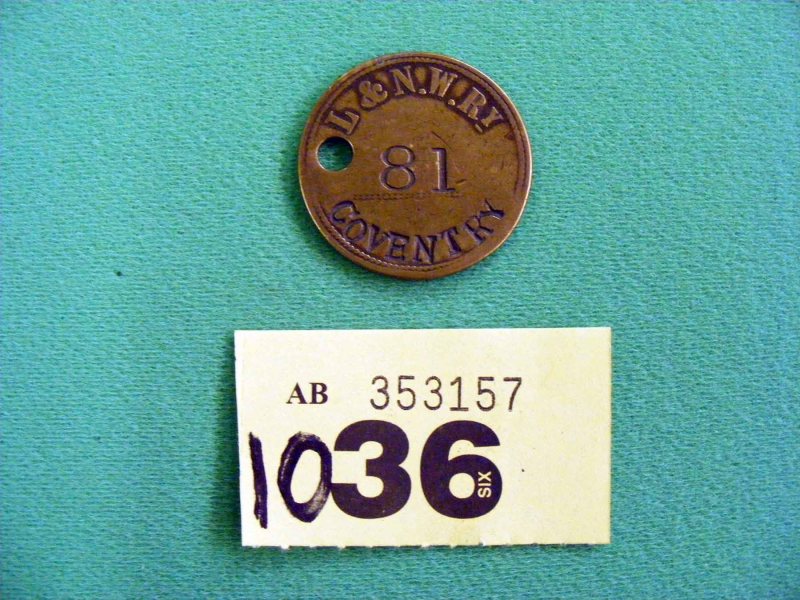 L & N. W. Ry
81
COVENTRY
AB 353157
1036
SIX